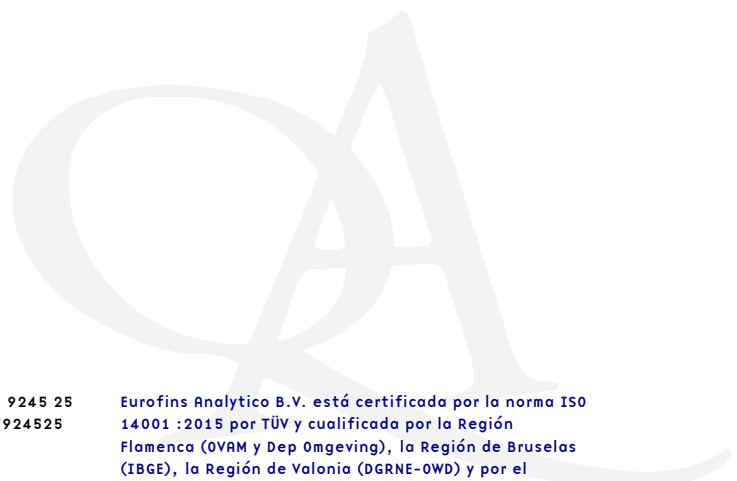 9245 25
924525
Eurofins Analytico B.V. está certificada por la norma ISO
14001 :2015 por TÜV y cualificada por la Región
Flamenca (OVAM y Dep Omgeving), la Región de Bruselas
(IBGE), la Región de Valonia (DGRNE-OWD) y por el